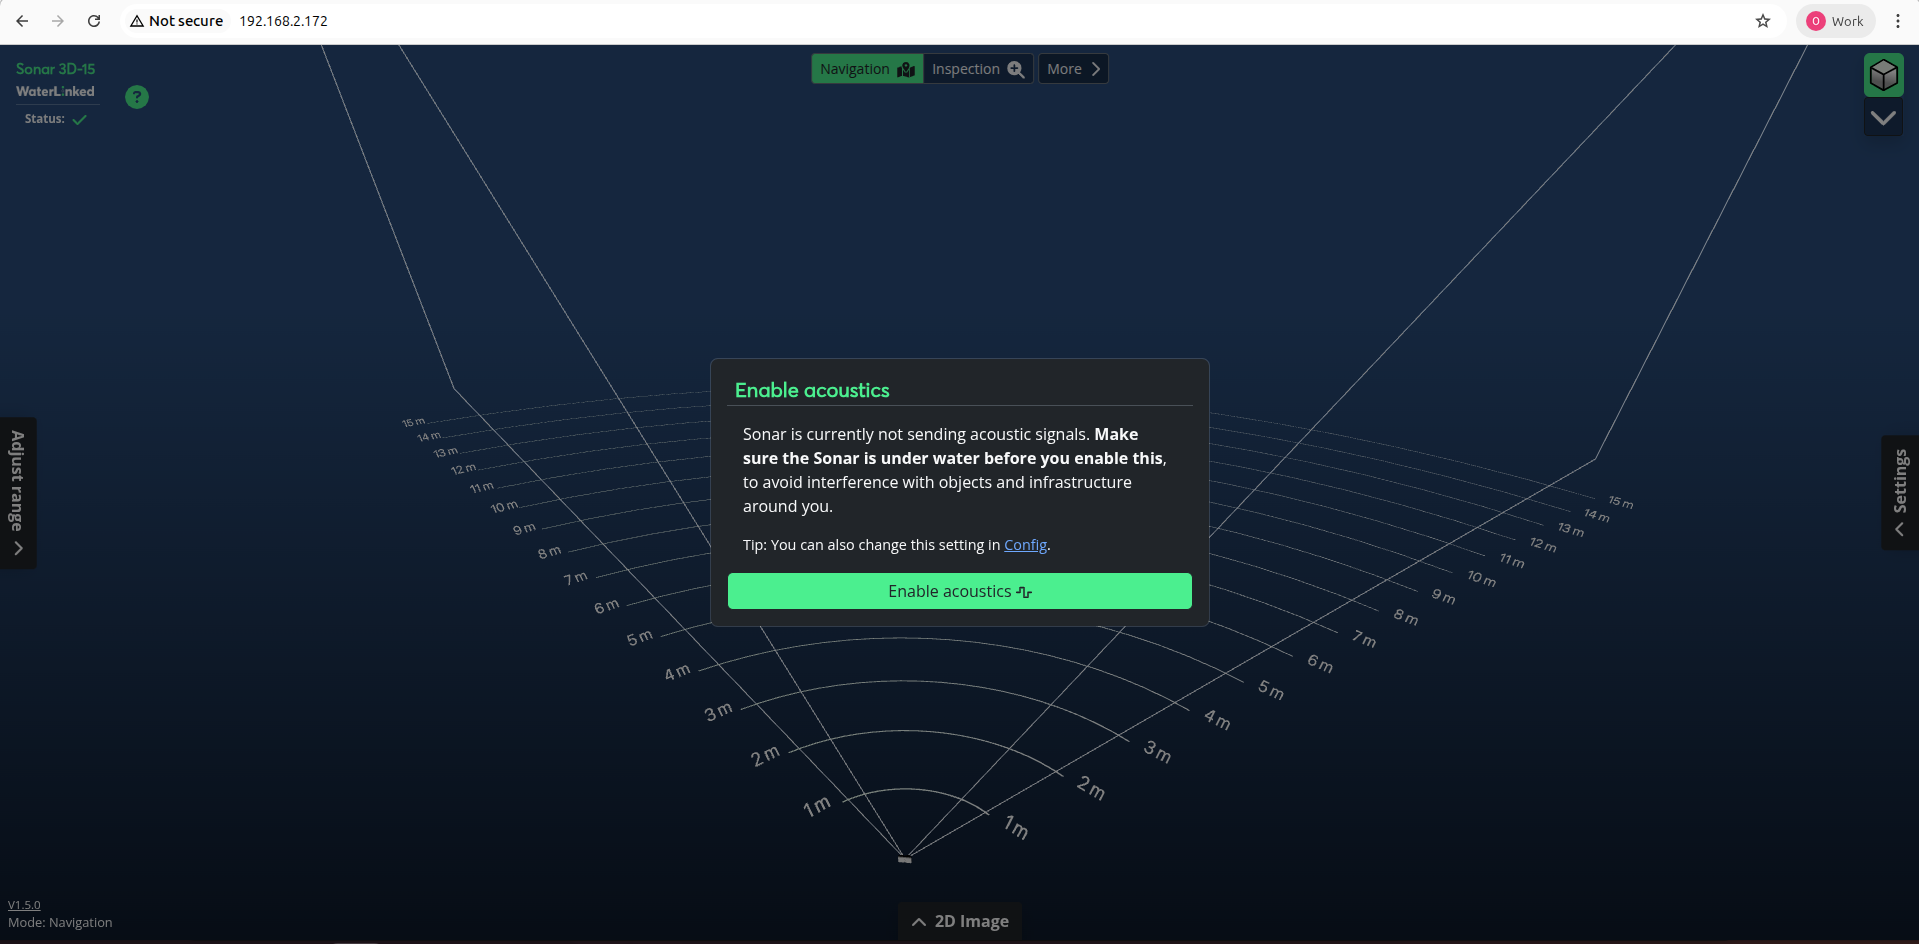 Not secure 192.168.2.172
Work
Sonar 3D-15
WaterLinked
Status:
?
Navigation
Inspection
More
Enable acoustics
Sonar is currently not sending acoustic signals. Make
sure the Sonar is under water before you enable this,
to avoid interference with objects and infrastructure
around you.
Tip: You can also change this setting in Config.
Enable acoustics
Adjust range
Settings
15 m
14 m
13 m
12 m
11 m
10 m
9 m
8 m
7 m
6 m
5 m
4 m
3 m
2 m
1 m
15 m
14 m
13 m
12 m
11 m
10 m
9 m
8 m
7 m
6 m
5 m
4 m
3 m
2 m
1 m
V1.5.0
Mode: Navigation
2D Image